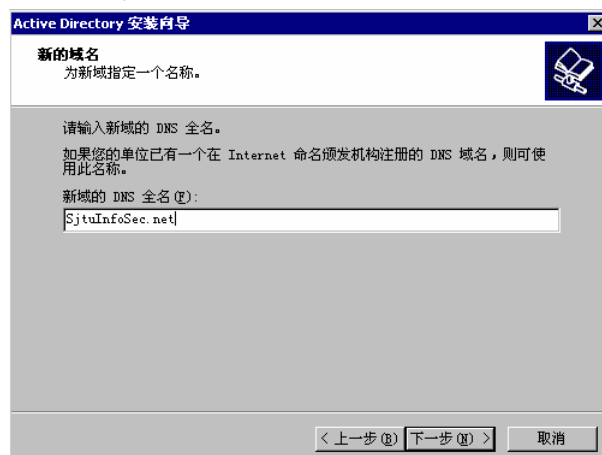 Active Directory 安装向导
新的域名
为新域指定一个名称。
请输入新域的 DNS 全名。
如果您的单位已有一个在 Internet 命名颁发机构注册的 DNS 域名，则可使
用此名称。
新域的 DNS 全名(F):
SjtuInfoSec.net
< 上一步(B) 下一步(N) > 取消